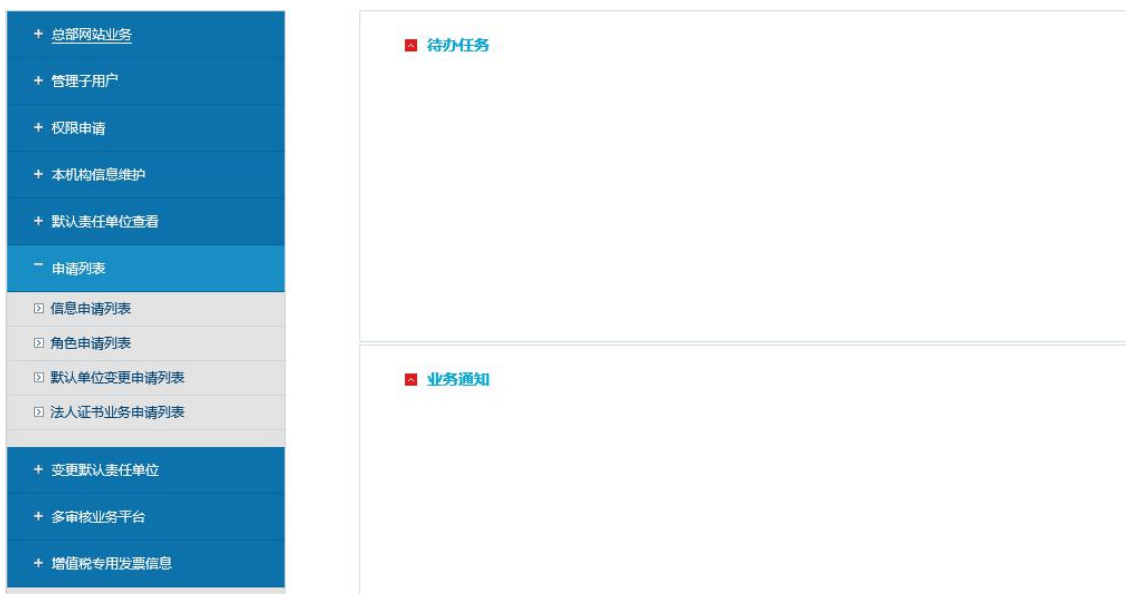 + 总部网站业务
+ 管理子用户
+ 权限申请
+ 本机构信息维护
+ 默认责任单位查看
- 申请列表
信息申请列表
角色申请列表
默认单位变更申请列表
法人证书业务申请列表
+ 变更默认责任单位
+ 多审核业务平台
+ 增值税专用发票信息
待办任务
业务通知